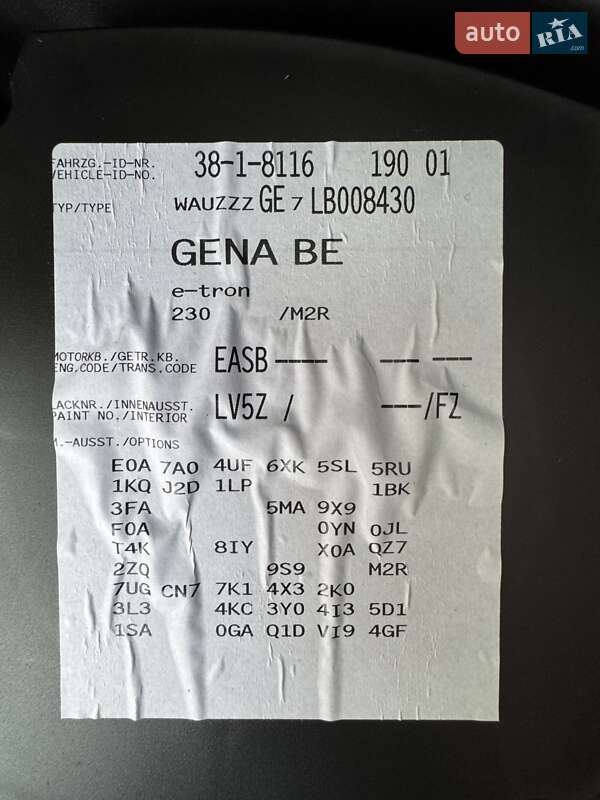 auto RIA .com
FAHRZG.-ID-NR. 38-1-8116 190 01
VEHICLE-ID-NO.
TYP/TYPE WAUZZZ GE 7 LB008430
GENA BE
e-tron
230 /M2R
MOTORKB./GETR.KB. EASB ---- --- ---
ENG.CODE/TRANS.CODE
LACKNR./INNENAUSST. LV5Z / ---/FZ
PAINT NO./INTERIOR
M.-AUSST./OPTIONS
E0A 7A0 4UF 6XK 5SL 5RU
1KQ J2D 1LP 1BK
3FA 5MA 9X9
F0A 0YN 0JL
T4K 8IY X0A QZ7
2ZQ 9S9 M2R
7UG CN7 7K1 4X3 2K0
3L3 4KC 3Y0 4I3 5D1
1SA 0GA Q1D VI9 4GF